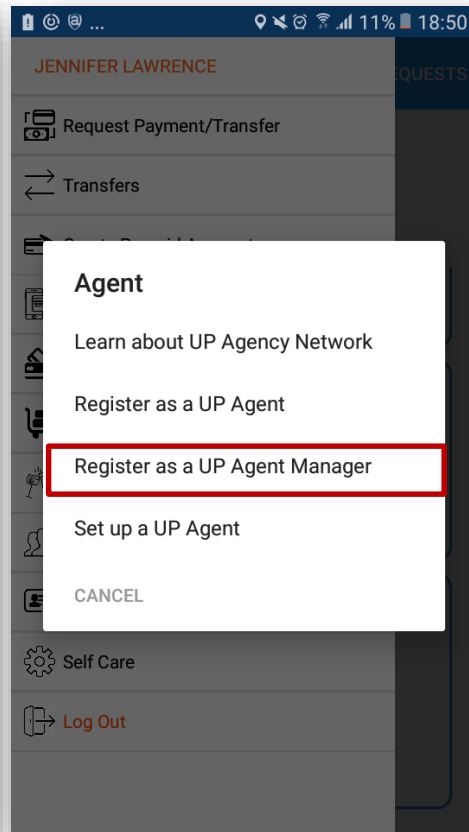 11% 18:50
JENNIFER LAWRENCE
EQUESTS
Request Payment/Transfer
Transfers
Agent
Learn about UP Agency Network
Register as a UP Agent
Register as a UP Agent Manager
Set up a UP Agent
CANCEL
Self Care
Log Out